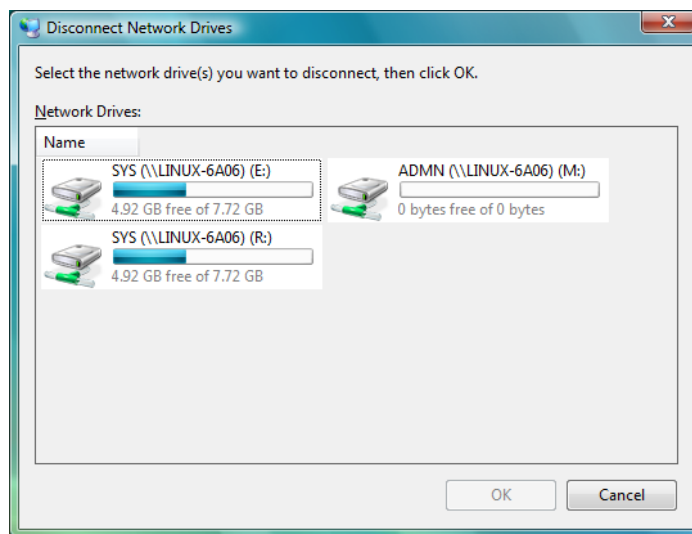 Disconnect Network Drives
Select the network drive(s) you want to disconnect, then click OK.
Network Drives:
Name
SYS (\\LINUX-6A06) (E:)
4.92 GB free of 7.72 GB
ADMN (\\LINUX-6A06) (M:)
0 bytes free of 0 bytes
SYS (\\LINUX-6A06) (R:)
4.92 GB free of 7.72 GB
OK
Cancel